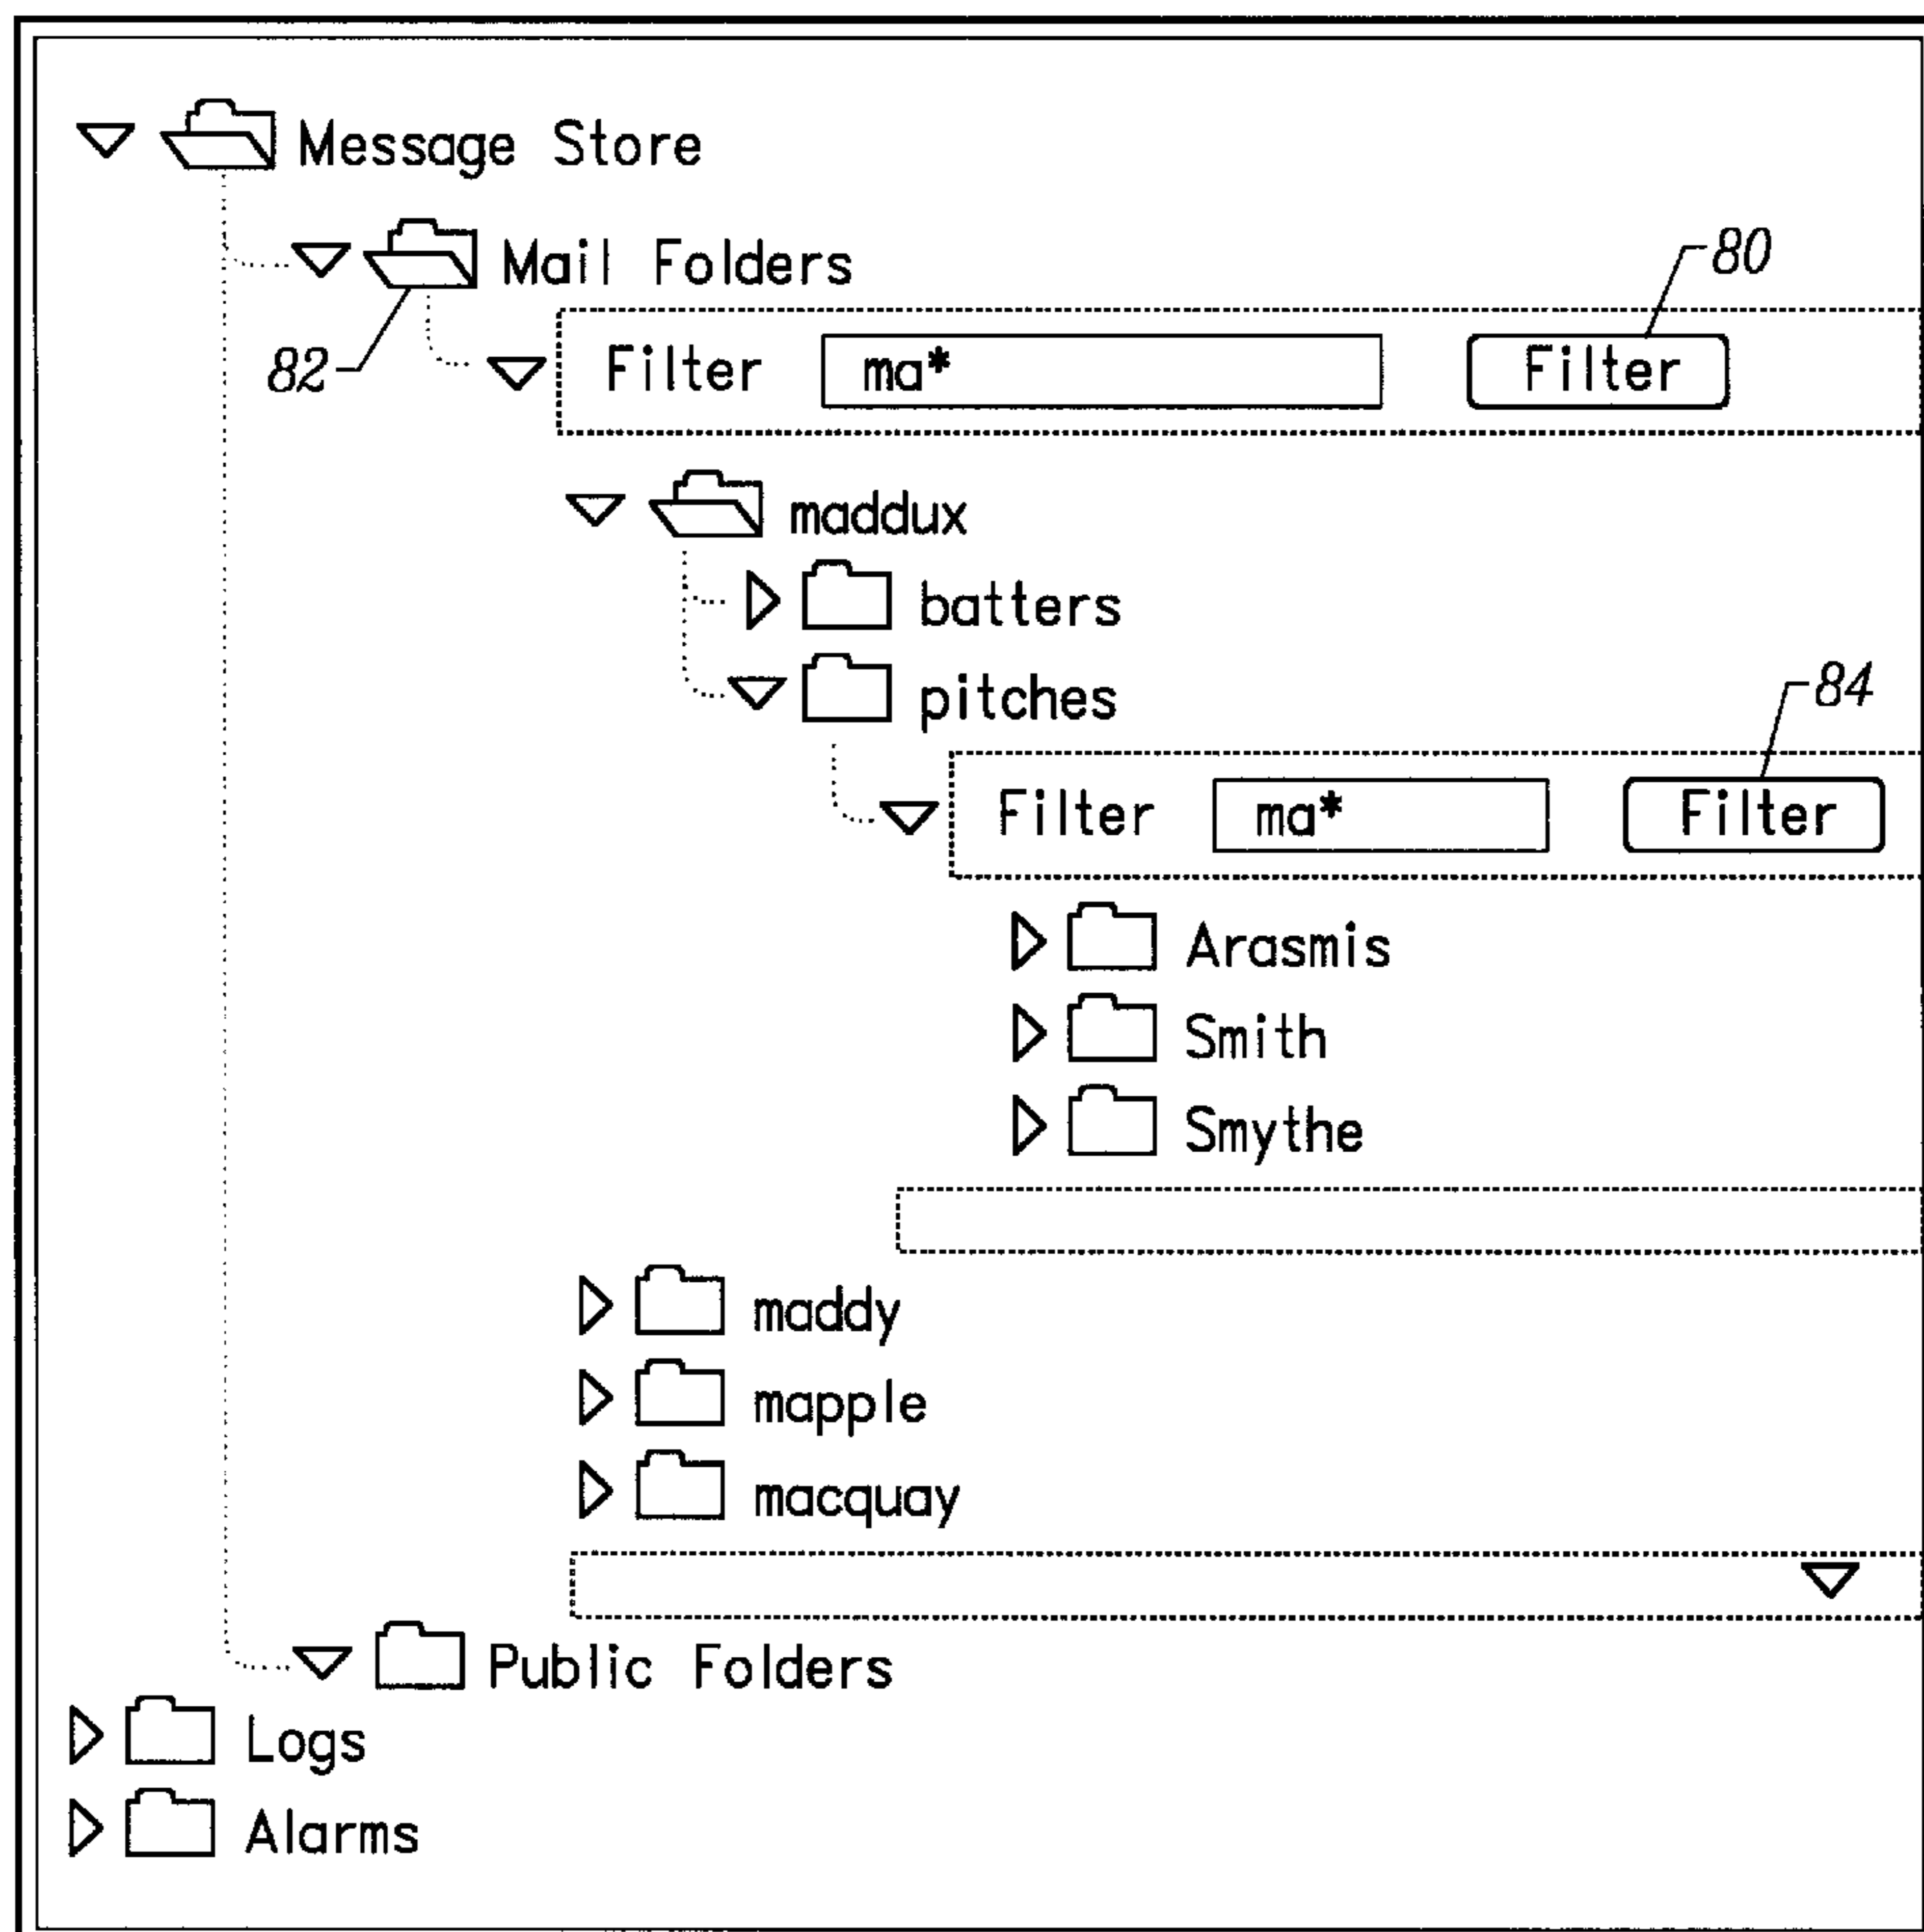 Message Store
Mail Folders
80
82 Filter ma* Filter
maddux
batters
pitches
84
Filter ma* Filter
Arasmis
Smith
Smythe
maddy
mapple
macquay
Public Folders
Logs
Alarms